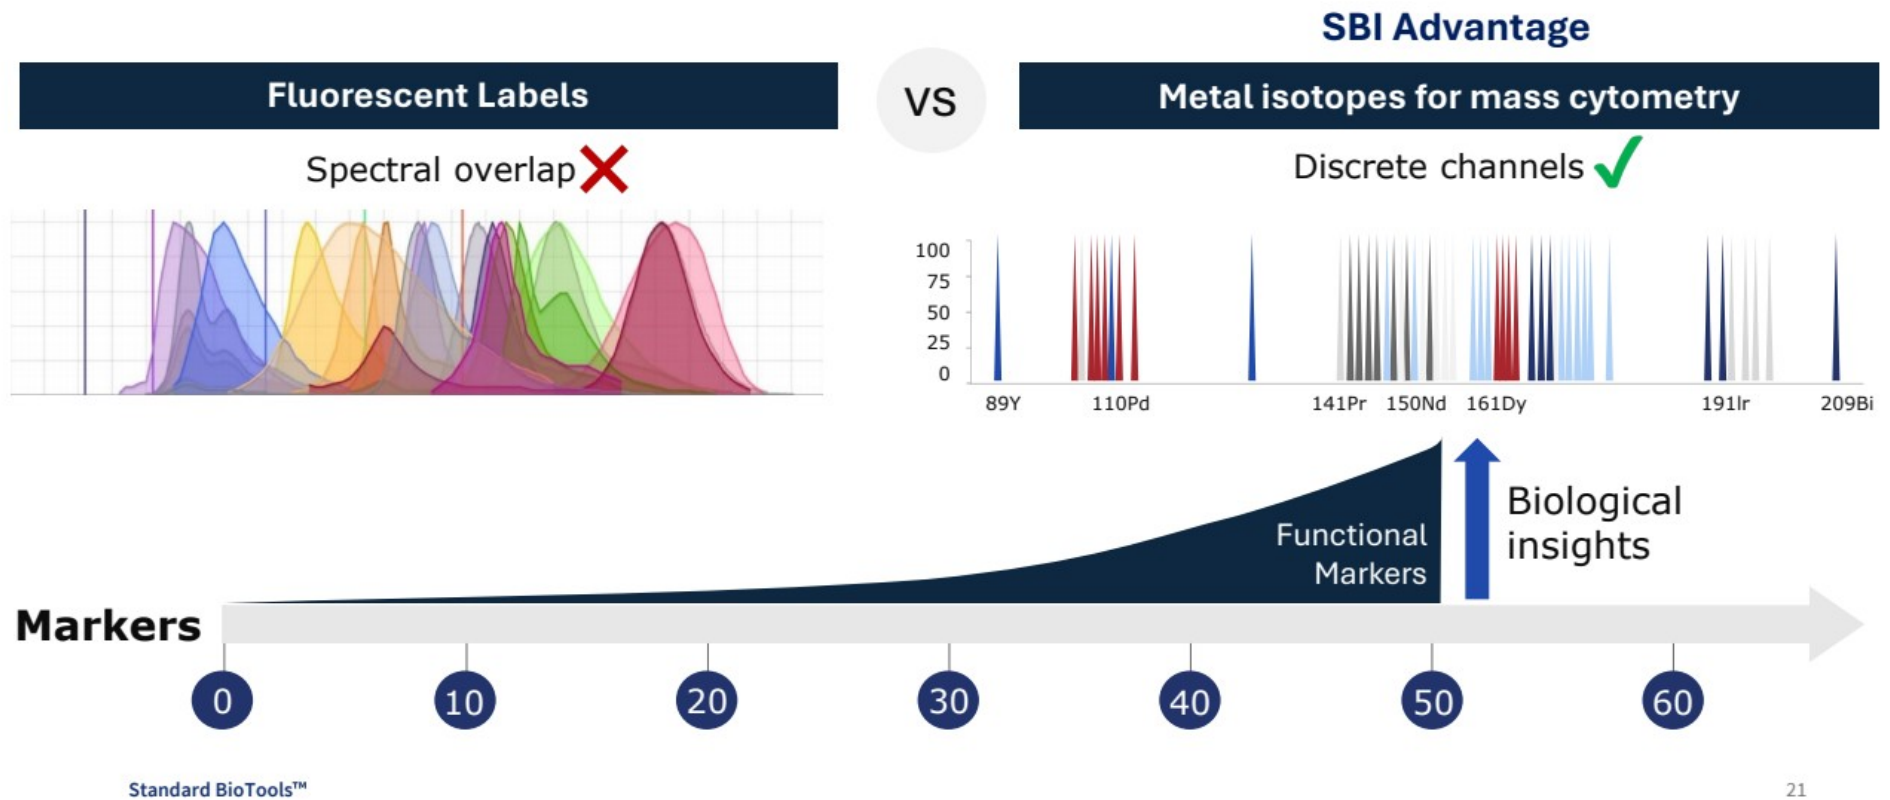 SBI Advantage
Fluorescent Labels
VS
Metal isotopes for mass cytometry
Spectral overlap
Discrete channels
100
75
50
25
0
89Y
110Pd
141Pr
150Nd
161Dy
191Ir
209Bi
Functional
Markers
Biological
insights
Markers
0
10
20
30
40
50
60
Standard BioTools™
21